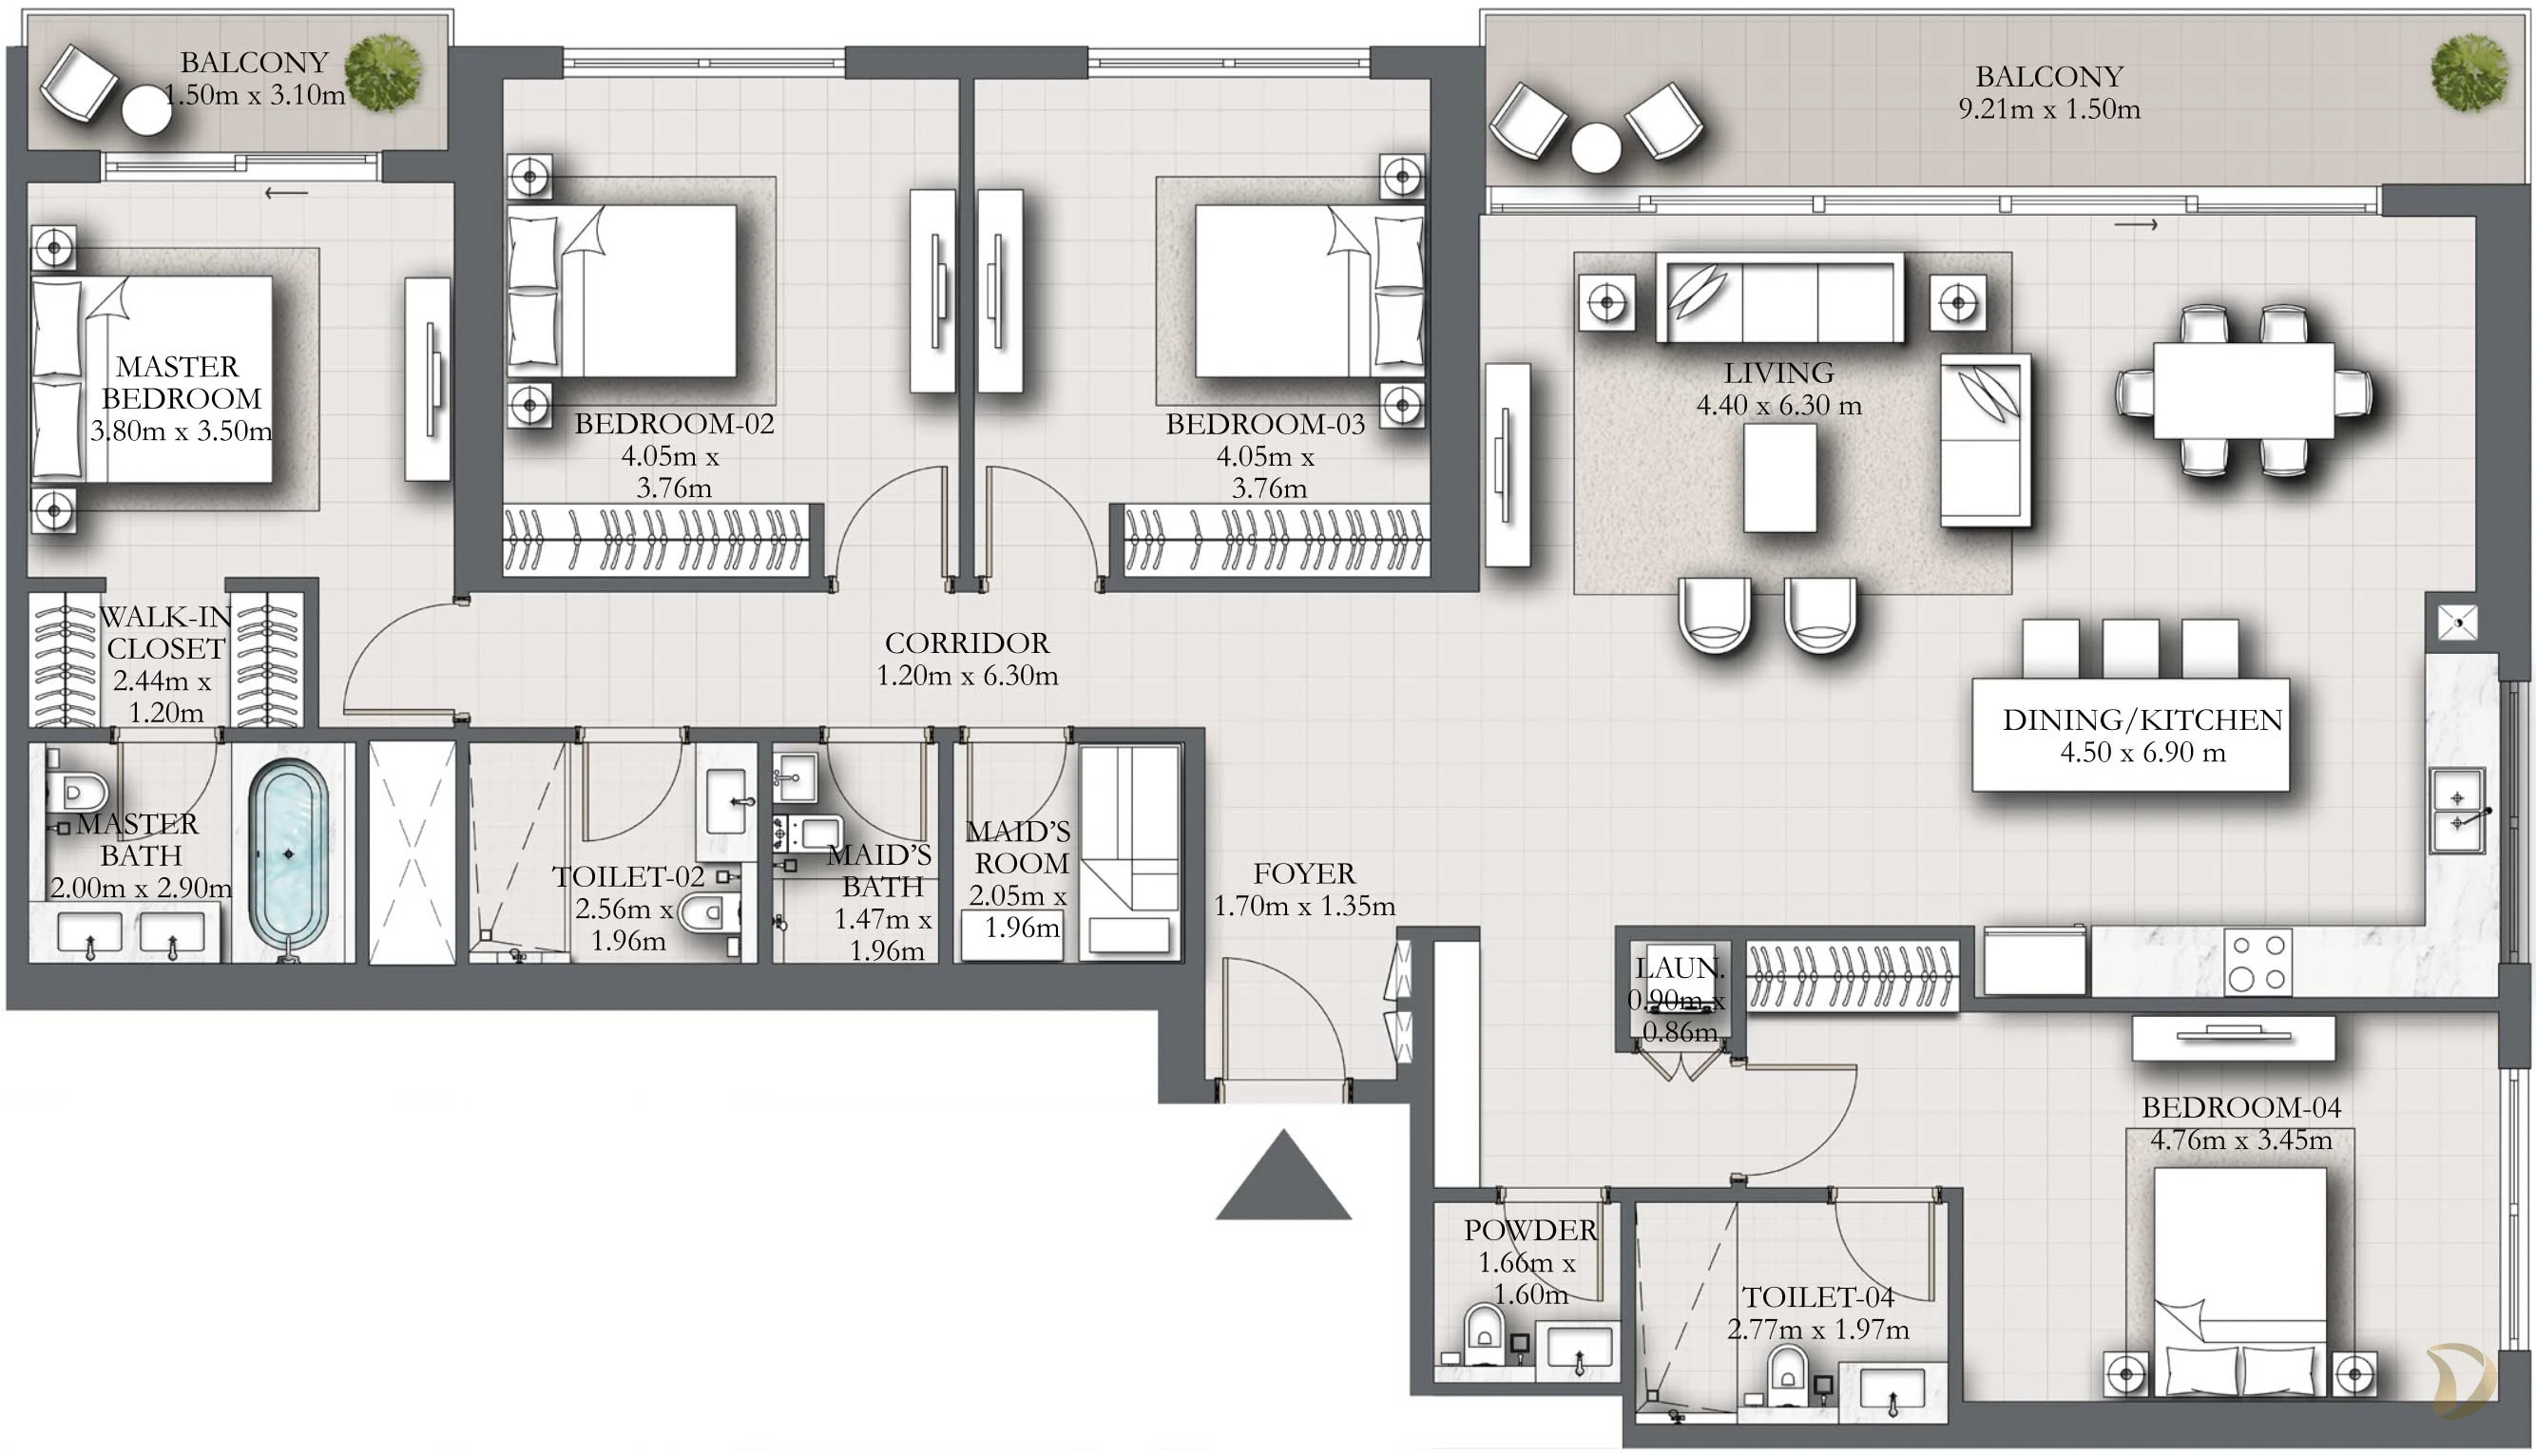 BALCONY
1.50m x 3.10m
BALCONY
9.21m x 1.50m
MASTER
BEDROOM
3.80m x 3.50m
BEDROOM-02
4.05m x
3.76m
BEDROOM-03
4.05m x
3.76m
LIVING
4.40 x 6.30 m
WALK-IN
CLOSET
2.44m x
1.20m
CORRIDOR
1.20m x 6.30m
DINING/KITCHEN
4.50 x 6.90 m
MASTER
BATH
2.00m x 2.90m
TOILET-02
2.56m x
1.96m
MAID'S
BATH
1.47m x
1.96m
MAID'S
ROOM
2.05m x
1.96m
FOYER
1.70m x 1.35m
LAUN.
0.90m x
0.86m
BEDROOM-04
4.76m x 3.45m
POWDER
1.66m x
1.60m
TOILET-04
2.77m x 1.97m